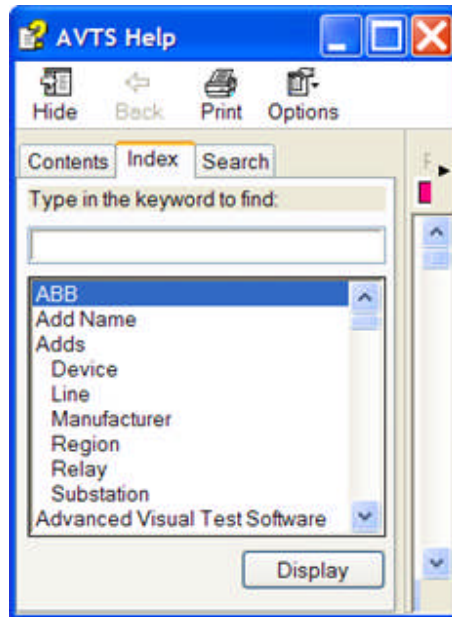 AVTS Help
Hide Back Print Options
Contents Index Search
Type in the keyword to find:
ABB
Add Name
Adds
Device
Line
Manufacturer
Region
Relay
Substation
Advanced Visual Test Software
Display